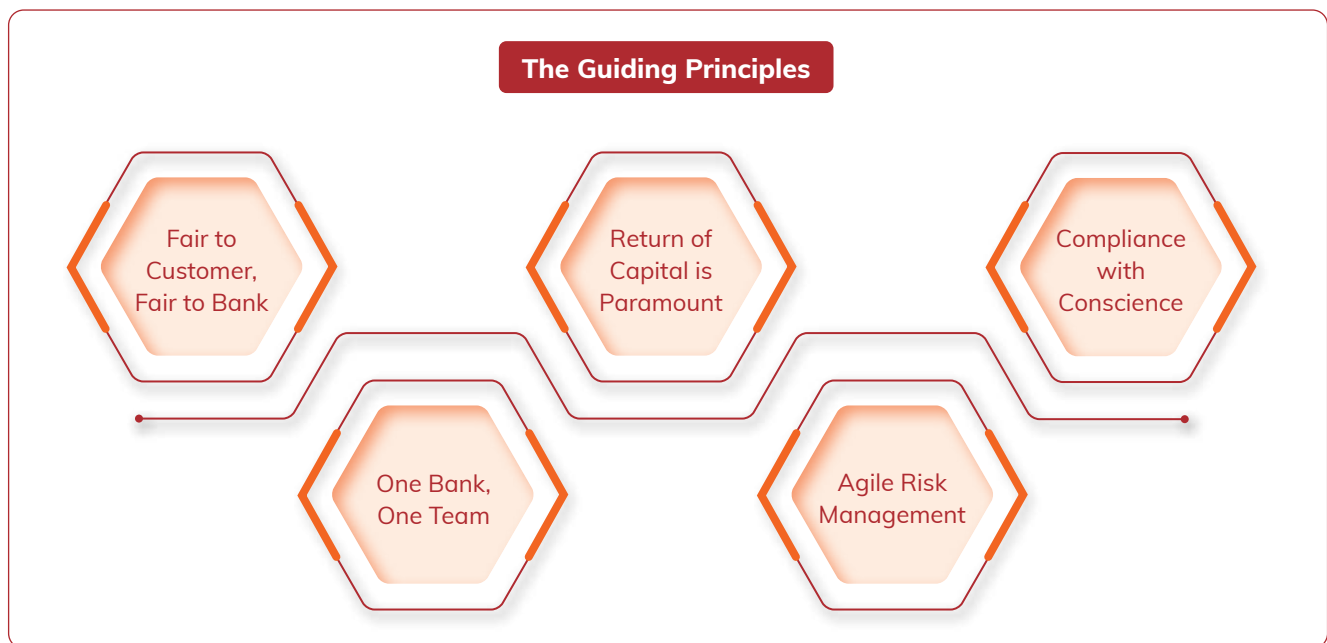 The Guiding Principles
Fair to
Customer,
Fair to Bank
Return of
Capital is
Paramount
Compliance
with
Conscience
One Bank,
One Team
Agile Risk
Management